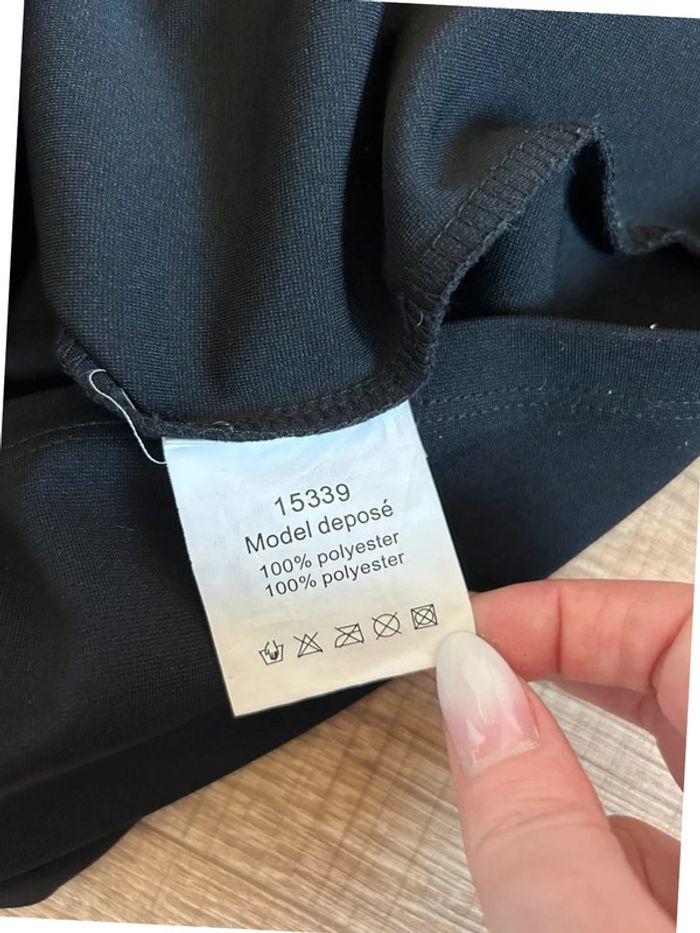 15339
Model deposé
100% polyester
100% polyester